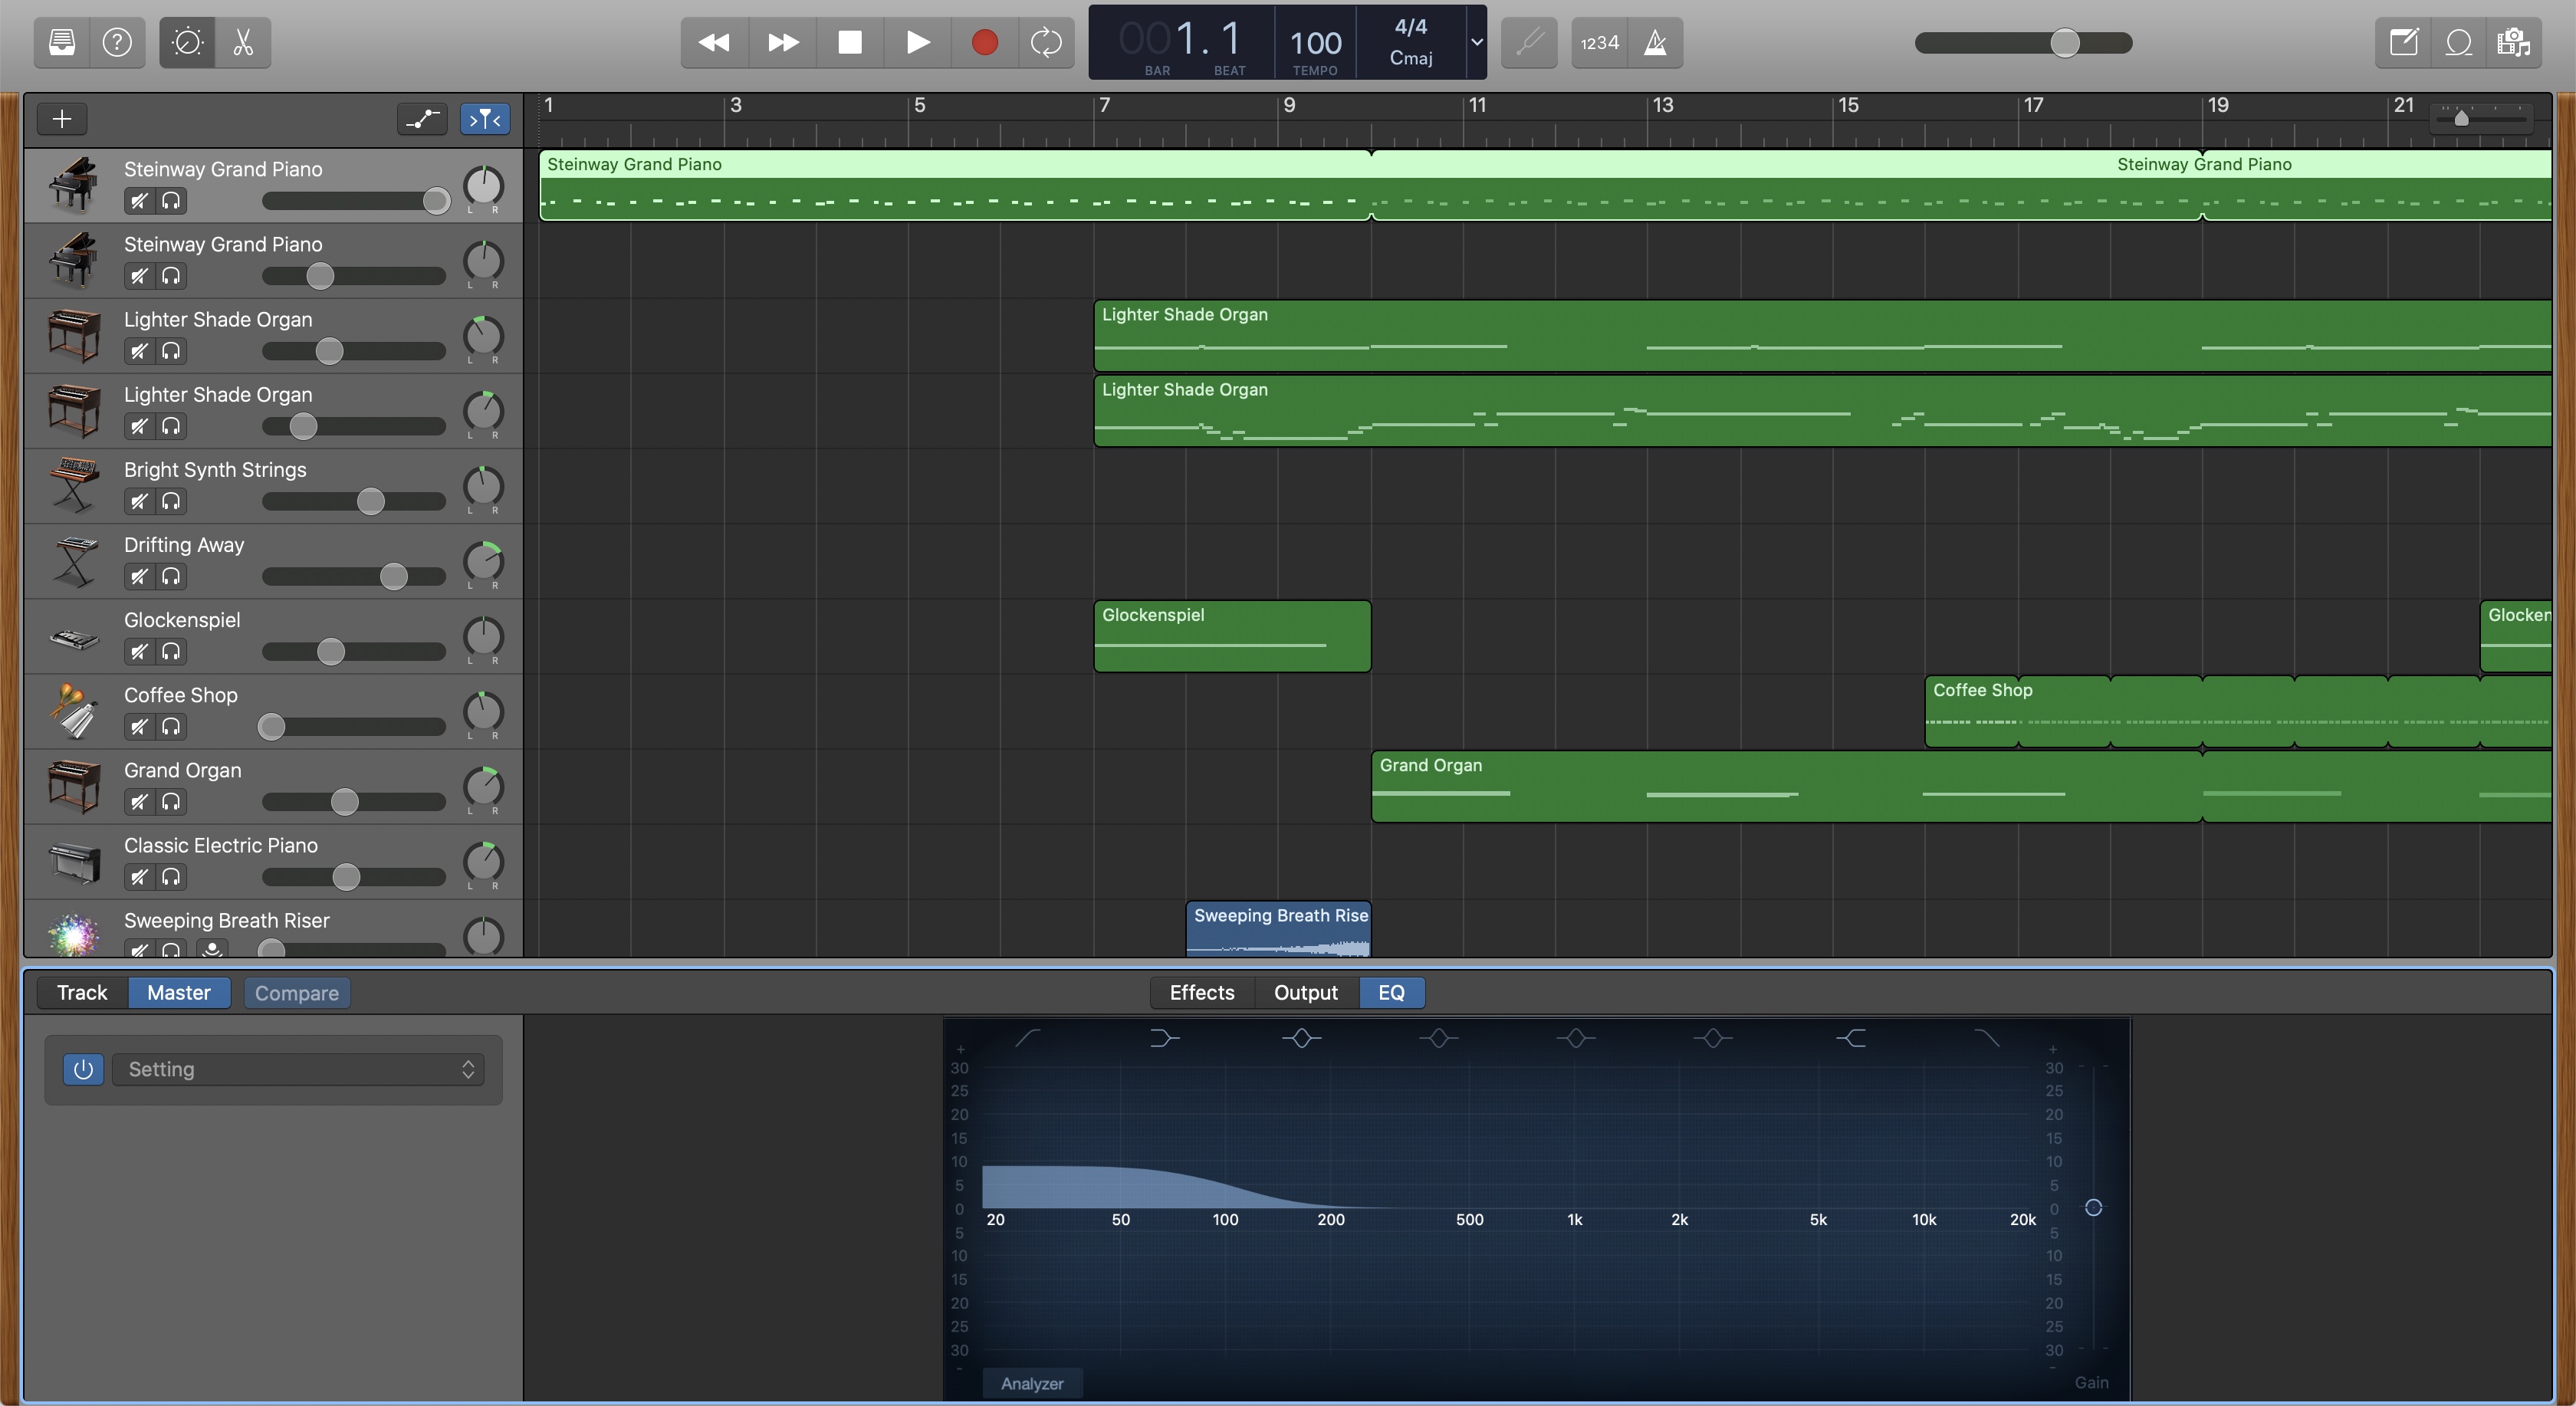 001.1 100 4/4
Cmaj
BAR BEAT TEMPO
1234
1 3 5 7 9 11 13 15 17 19 21
Steinway Grand Piano
L R
Steinway Grand Piano
Steinway Grand Piano
Steinway Grand Piano
L R
Lighter Shade Organ
L R
Lighter Shade Organ
Lighter Shade Organ
L R
Lighter Shade Organ
Bright Synth Strings
L R
Drifting Away
L R
Glockenspiel
L R
Glockenspiel
Glocken
Coffee Shop
L R
Coffee Shop
Grand Organ
L R
Grand Organ
Classic Electric Piano
L R
Sweeping Breath Riser
Sweeping Breath Rise
Track Master Compare
Effects Output EQ
Setting
+ +
30 30
25 25
20 20
15 15
10 10
5 5
0 0
20 50 100 200 500 1k 2k 5k 10k 20k
5 5
10 10
15 15
20 20
25 25
30 30
- -
Analyzer
Gain